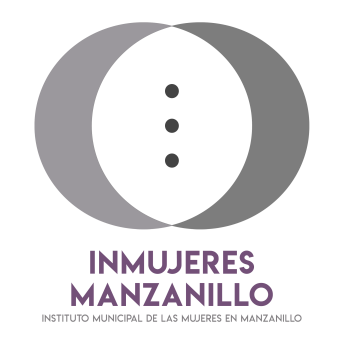 INMUJERES
MANZANILLO
INSTITUTO MUNICIPAL DE LAS MUJERES EN MANZANILLO